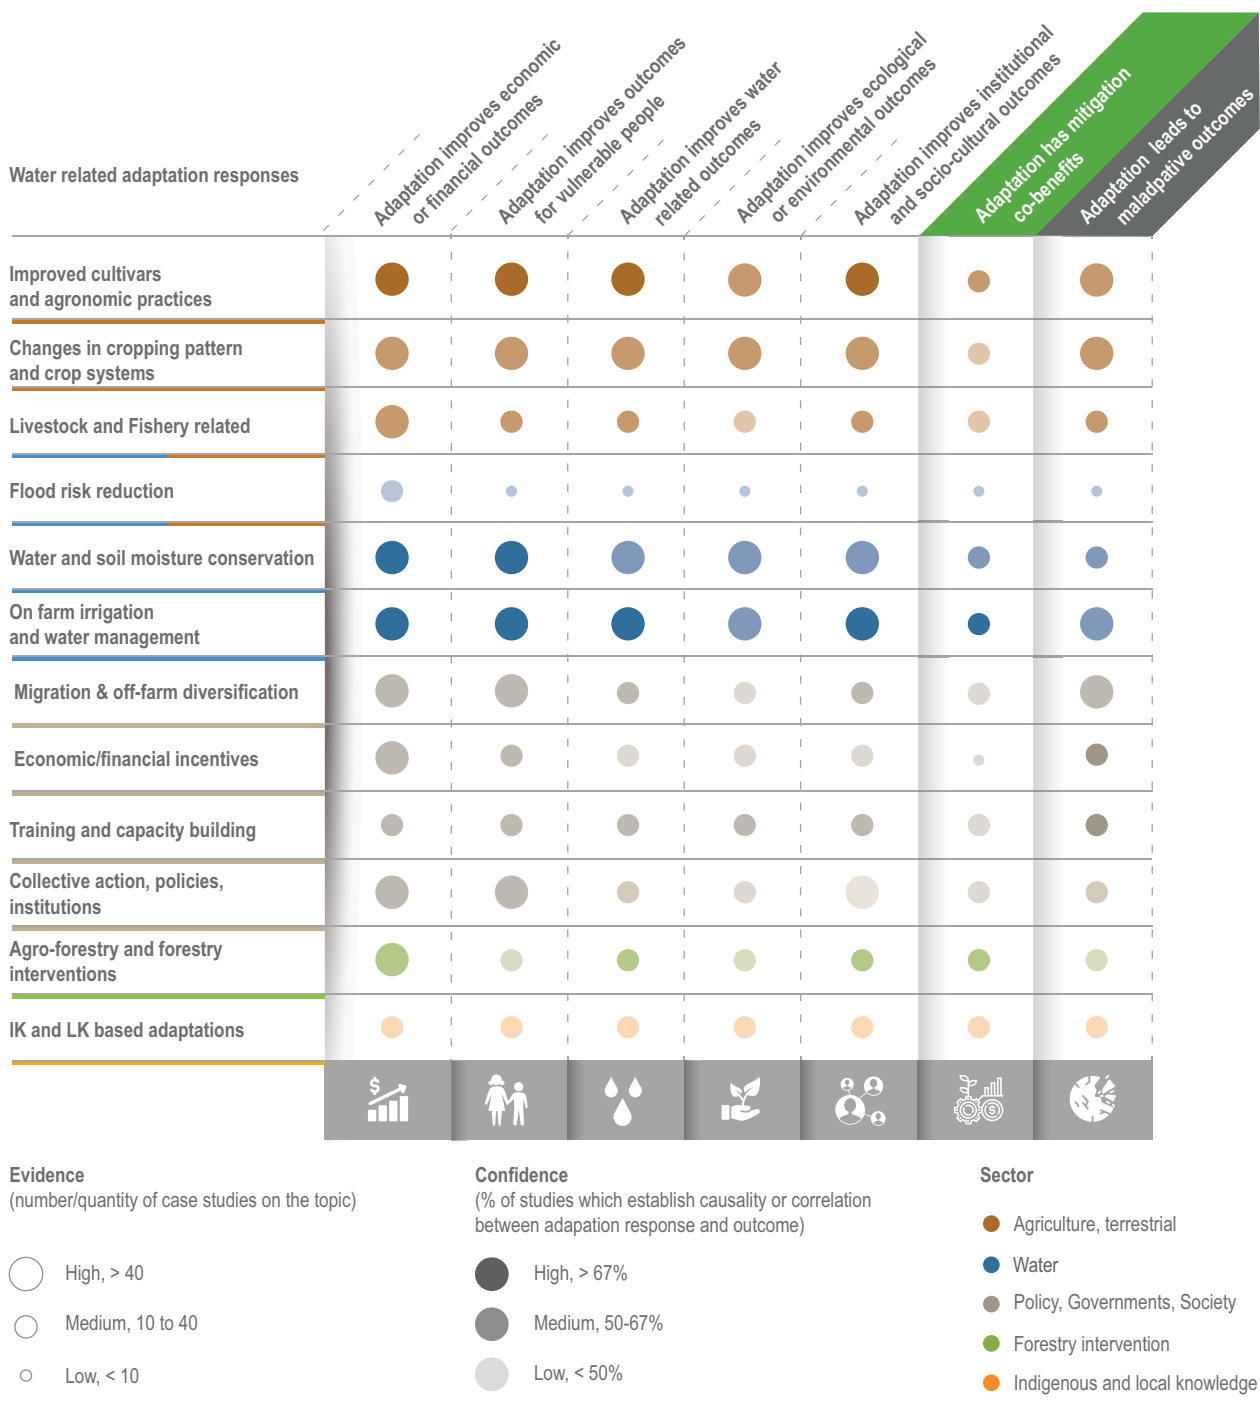 Adaptation improves economic
or financial outcomes
Adaptation improves outcomes
for vulnerable people
Adaptation improves water
related outcomes
Adaptation improves ecological
or environmental outcomes
Adaptation improves institutional
and socio-cultural outcomes
Adaptation has mitigation
co-benefits
Adaptation leads to
maladpative outcomes
Water related adaptation responses
Improved cultivars
and agronomic practices
Changes in cropping pattern
and crop systems
Livestock and Fishery related
Flood risk reduction
Water and soil moisture conservation
On farm irrigation
and water management
Migration & off-farm diversification
Economic/financial incentives
Training and capacity building
Collective action, policies,
institutions
Agro-forestry and forestry
interventions
IK and LK based adaptations
$
$
Evidence
(number/quantity of case studies on the topic)
High, > 40
Medium, 10 to 40
Low, < 10
Confidence
(% of studies which establish causality or correlation
between adapation response and outcome)
High, > 67%
Medium, 50-67%
Low, < 50%
Sector
Agriculture, terrestrial
Water
Policy, Governments, Society
Forestry intervention
Indigenous and local knowledge